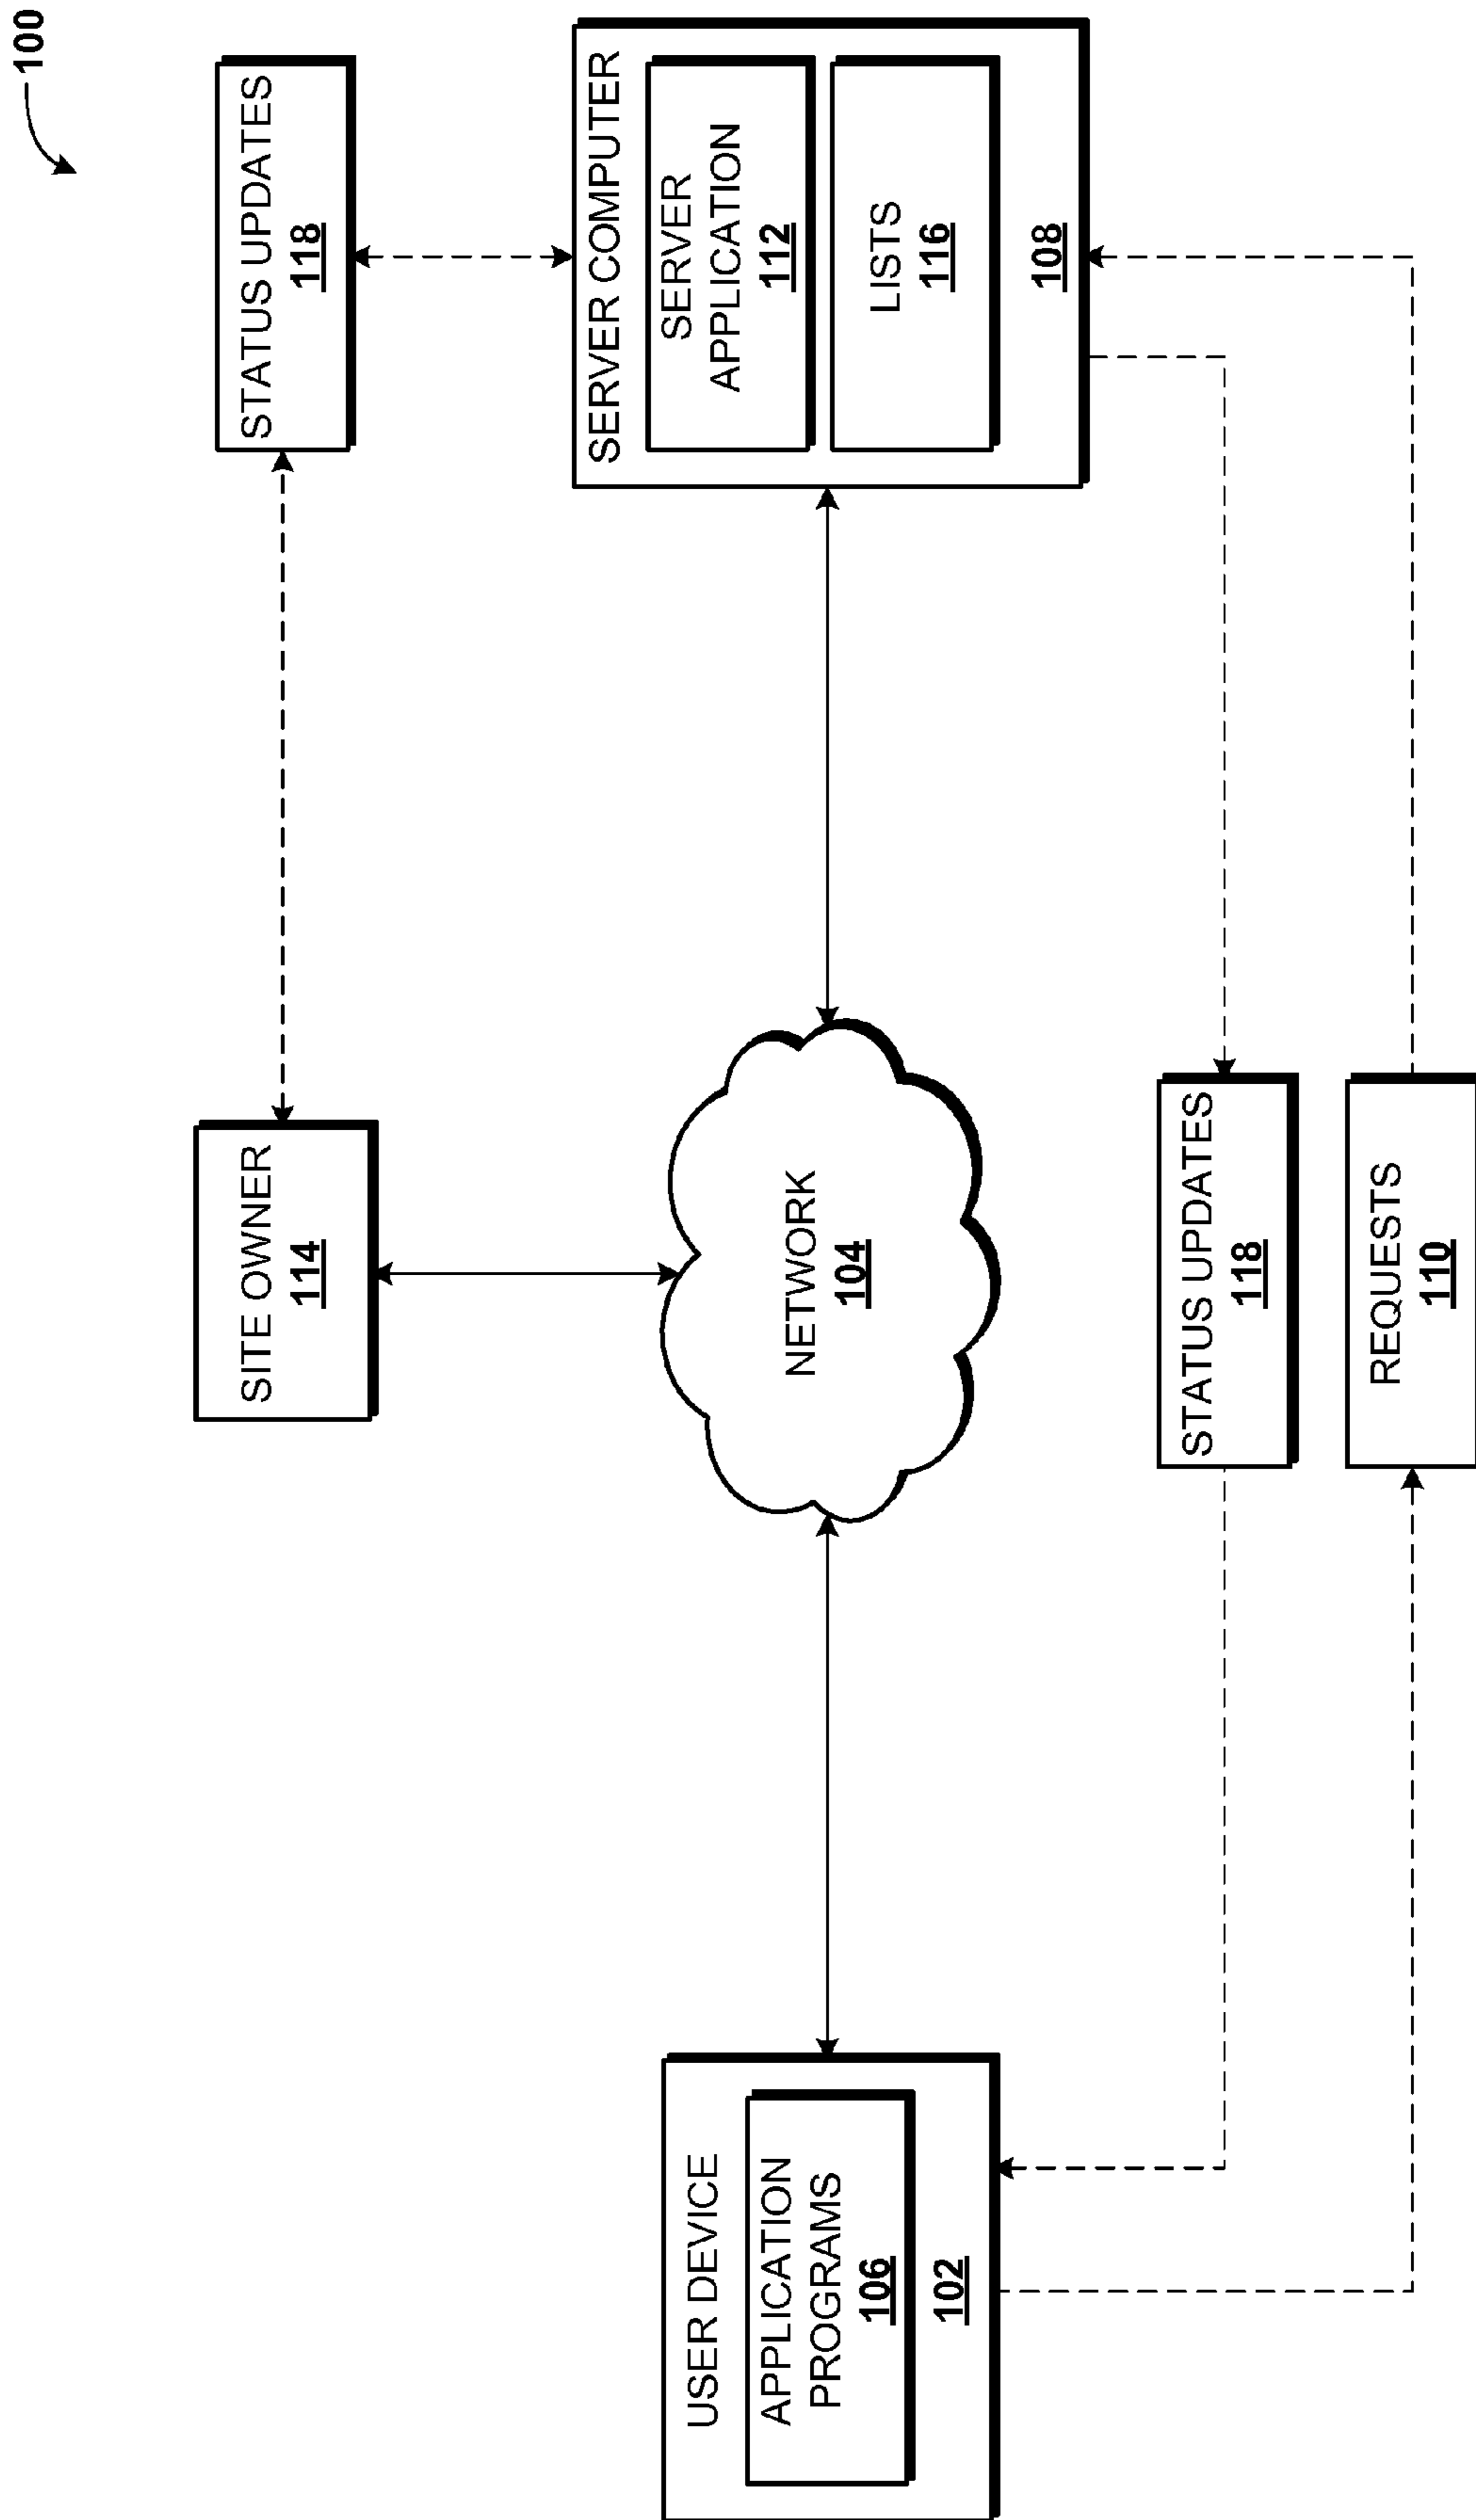 100
SITE OWNER
114
STATUS UPDATES
118
USER DEVICE
APPLICATION
PROGRAMS
106
102
NETWORK
104
SERVER COMPUTER
SERVER
APPLICATION
112
LISTS
116
108
STATUS UPDATES
118
REQUESTS
110